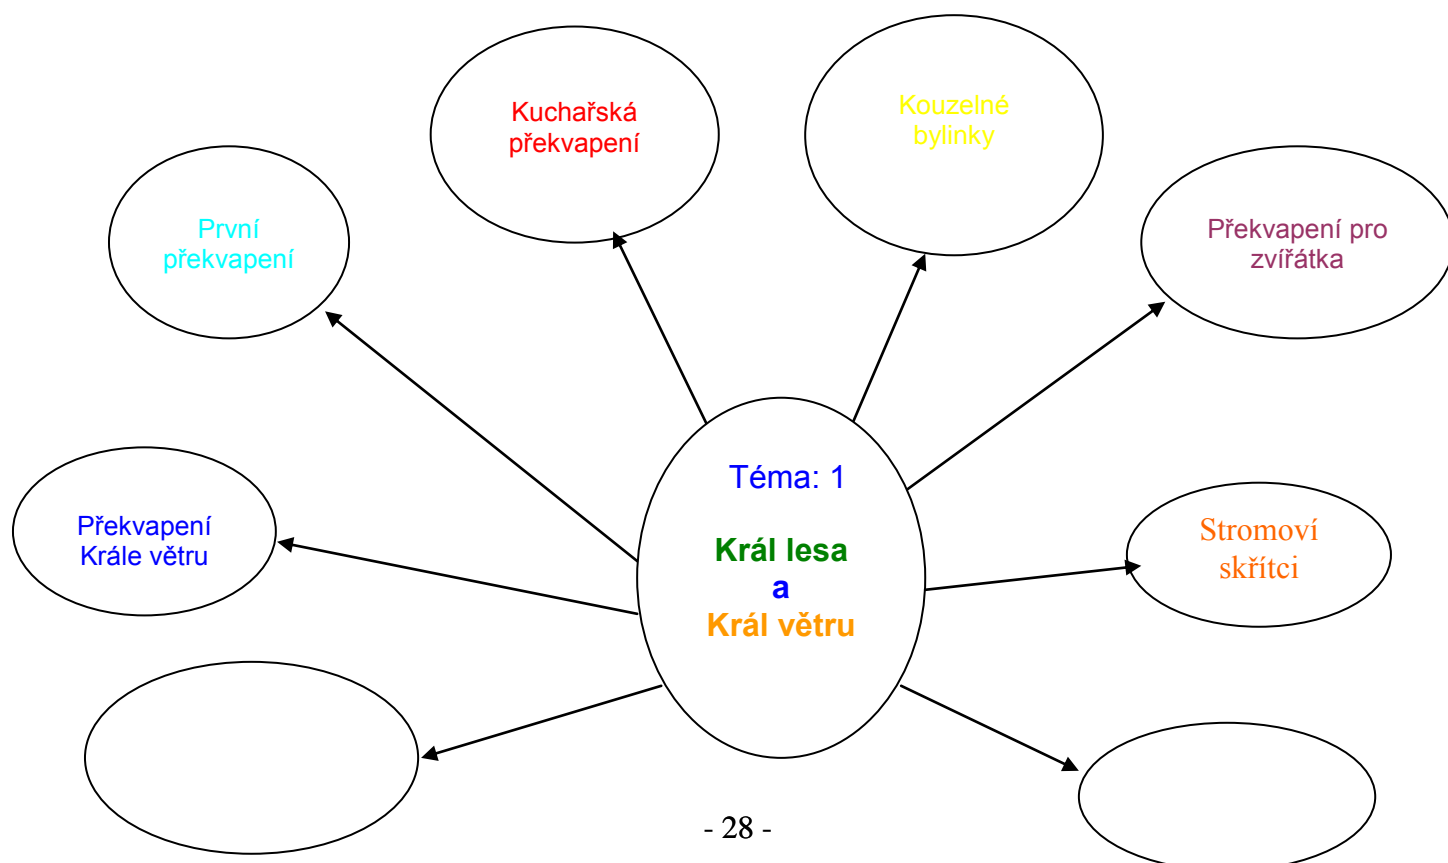 Kuchařská
překvapení
Kouzelné
bylinky
První
překvapení
Překvapení pro
zvířátka
Téma: 1
Král lesa
a
Král větru
Překvapení
Krále větru
Stromoví
skřítci
- 28 -